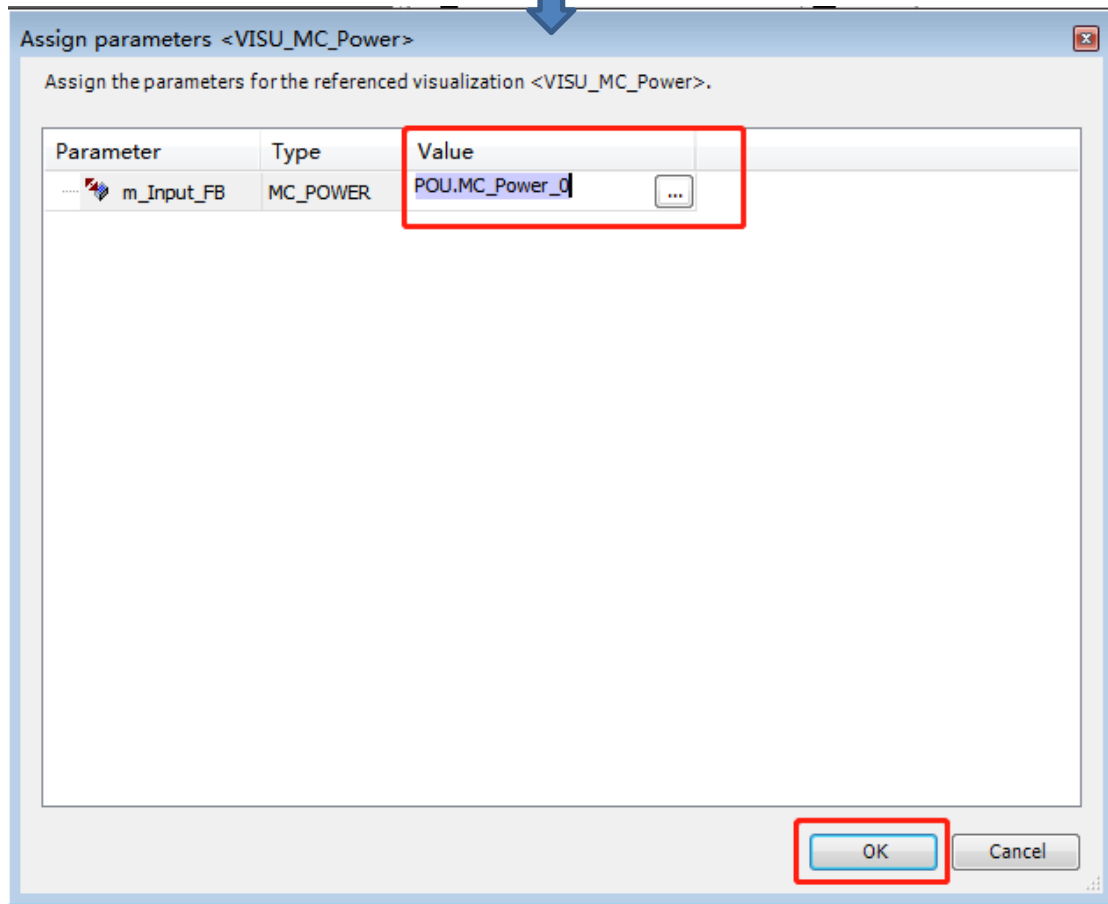 Assign parameters <VISU_MC_Power>
Assign the parameters for the referenced visualization <VISU_MC_Power>.
Parameter Type Value
m_Input_FB MC_POWER POU.MC_Power_0 ...
OK Cancel